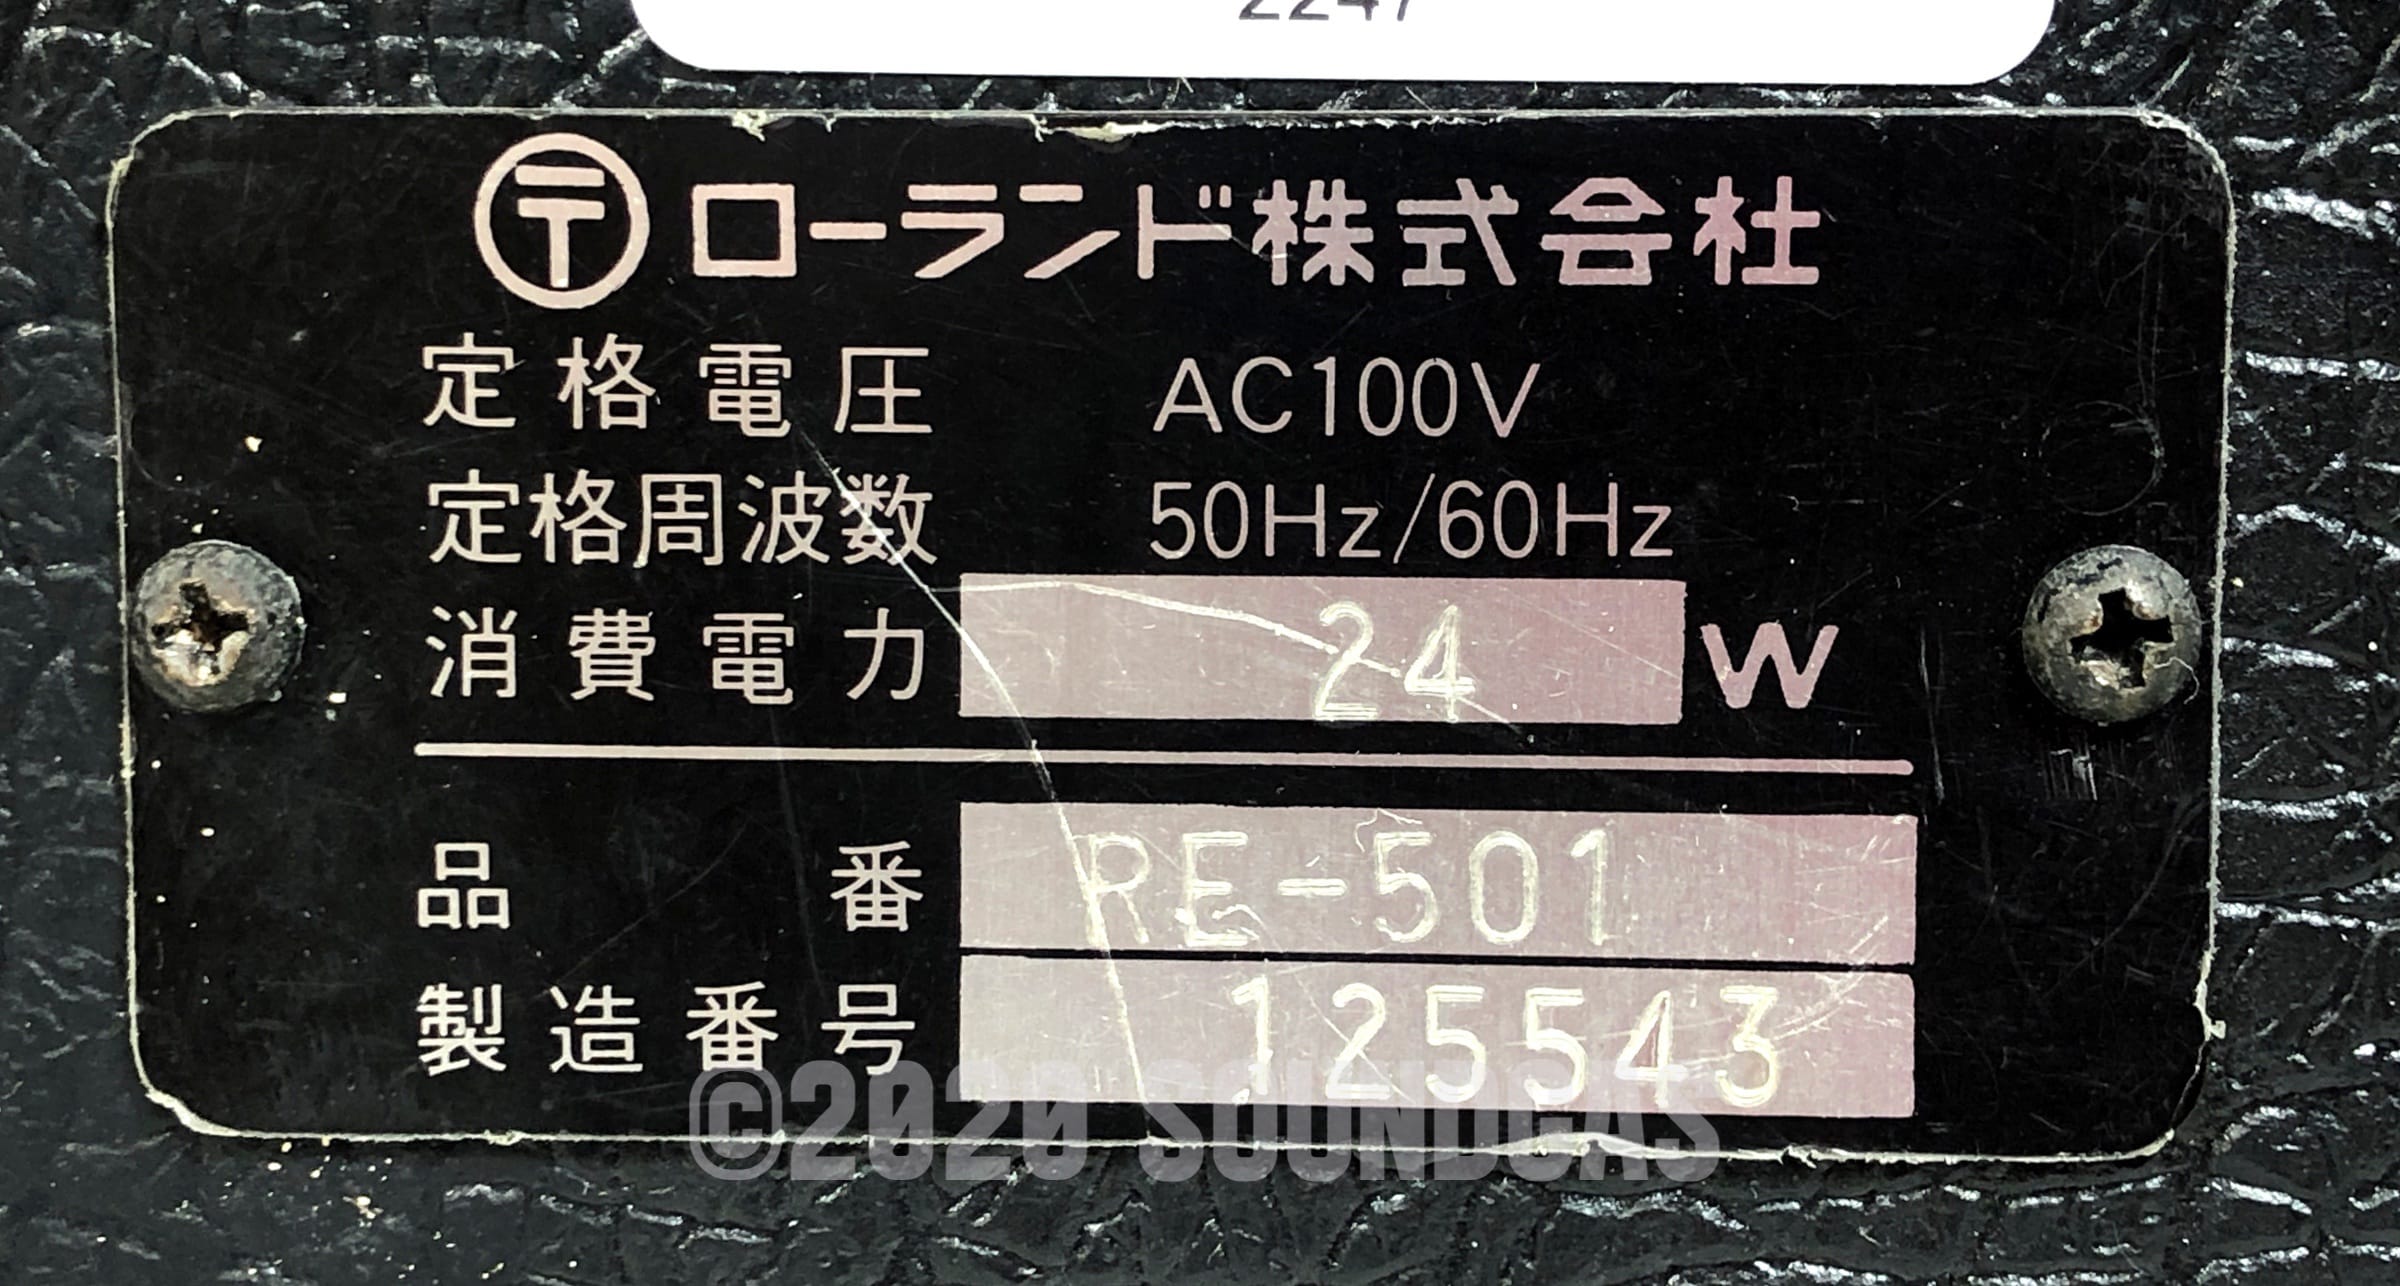 2247
〒ローランド株式会社
定格電圧 AC100V
定格周波数 50Hz/60Hz
消費電力 24 W
品番 RE-501
製造番号 125543
©2020 SOUNDGAS